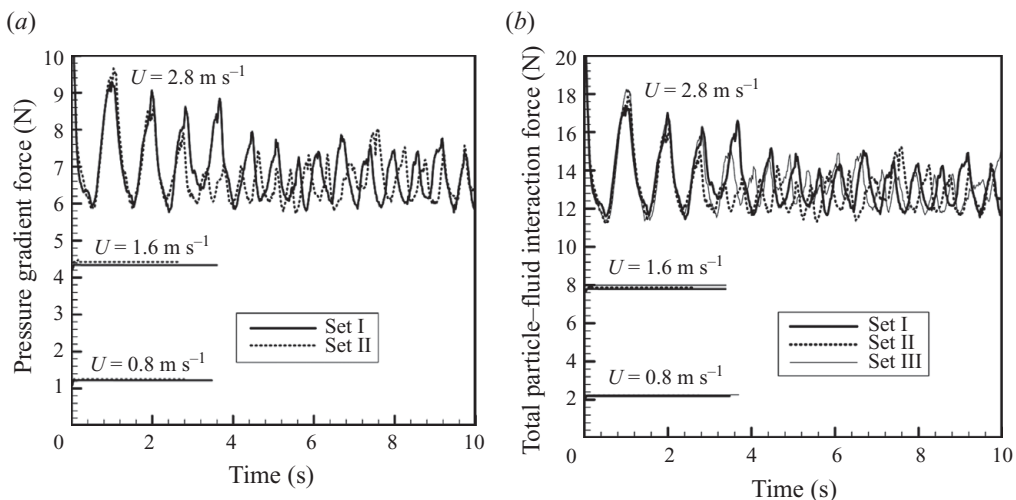 (a)
Pressure gradient force (N)
10
9
8
7
6
5
4
3
2
1
0
2
4
6
8
10
Time (s)
U = 2.8 m s⁻¹
U = 1.6 m s⁻¹
U = 0.8 m s⁻¹
Set I
Set II
(b)
Total particle–fluid interaction force (N)
20
18
16
14
12
10
8
6
4
2
0
0
2
4
6
8
10
Time (s)
U = 2.8 m s⁻¹
U = 1.6 m s⁻¹
U = 0.8 m s⁻¹
Set I
Set II
Set III